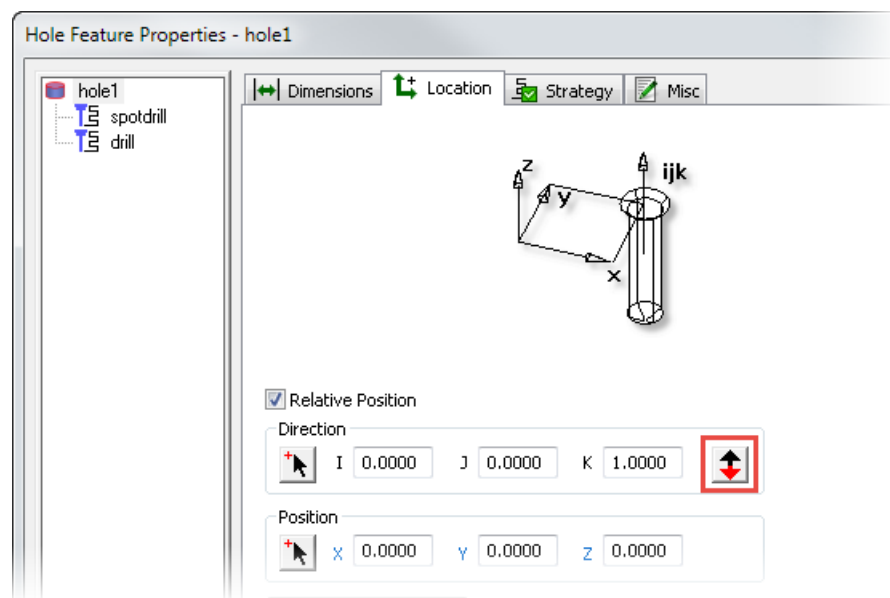 Hole Feature Properties - hole1
hole1
spotdrill
drill
Dimensions Location Strategy Misc
z
ijk
y
x
Relative Position
Direction
I 0.0000 J 0.0000 K 1.0000
Position
X 0.0000 Y 0.0000 Z 0.0000